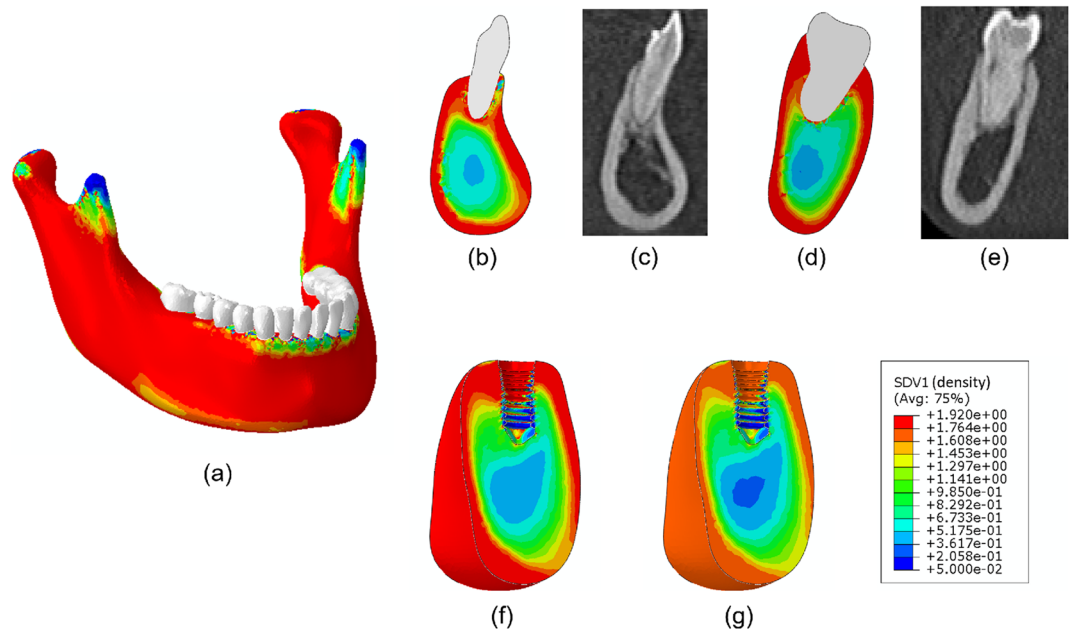 (b)
(c)
(d)
(e)
(a)
SDV1 (density)
(Avg: 75%)
+1.920e+00
+1.764e+00
+1.608e+00
+1.453e+00
+1.297e+00
+1.141e+00
+9.850e-01
+8.292e-01
+6.733e-01
+5.175e-01
+3.617e-01
+2.058e-01
+5.000e-02
(f)
(g)